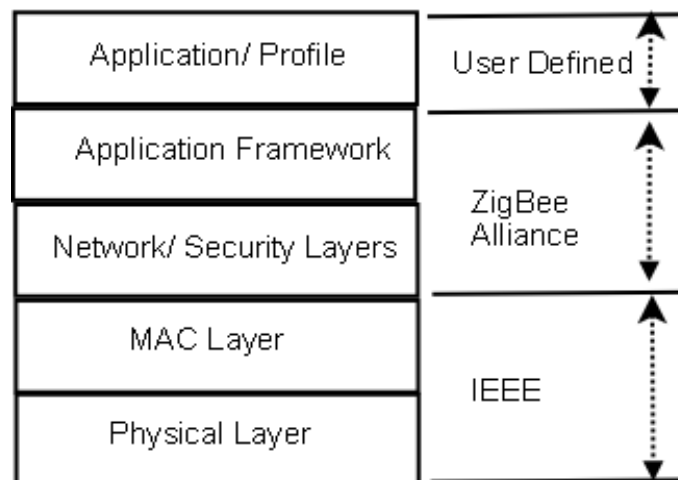 Application/ Profile
User Defined
Application Framework
ZigBee
Alliance
Network/ Security Layers
MAC Layer
IEEE
Physical Layer